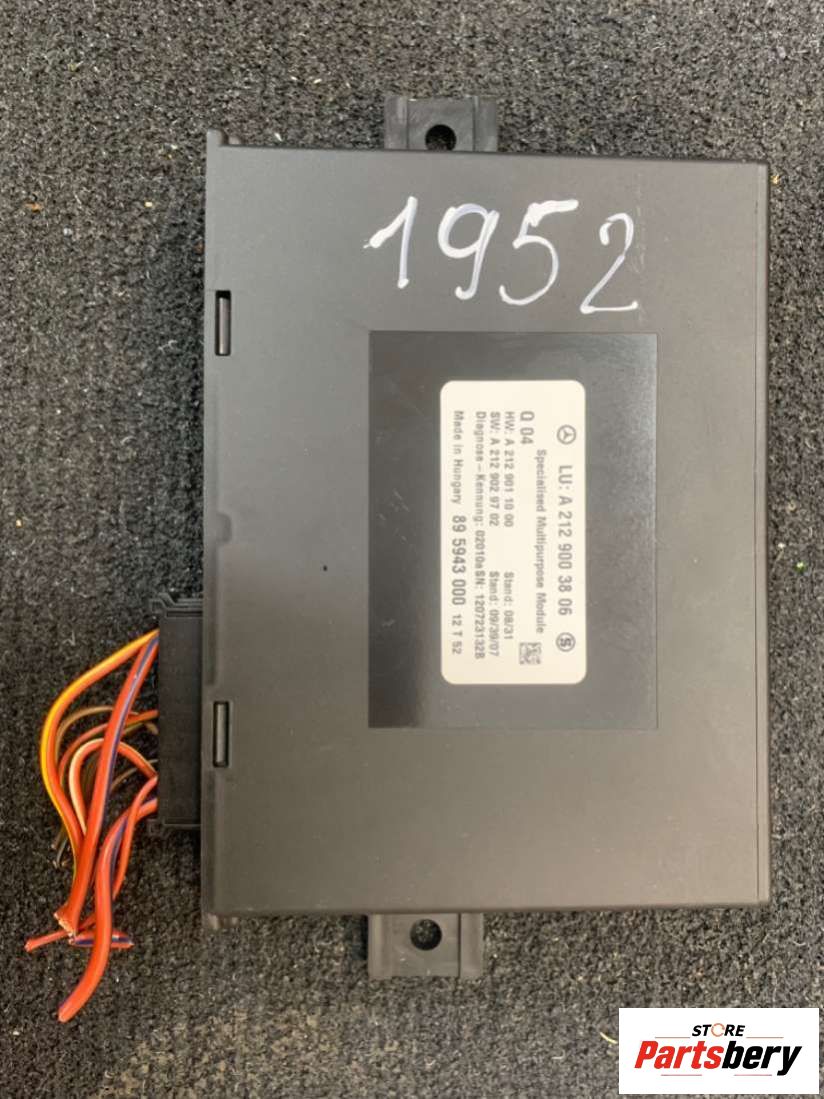 1952
LU: A 212 900 38 06
Specialised Multipurpose Module
Q 04
HW: A 212 901 10 00 Stand: 08/31
SW: A 212 902 97 02 Stand: 09/39/07
Diagnose - Kennung: 02010a SN: 120723132B
Made in Hungary 89 5943 000 12 T 52
STORE
Partsbery